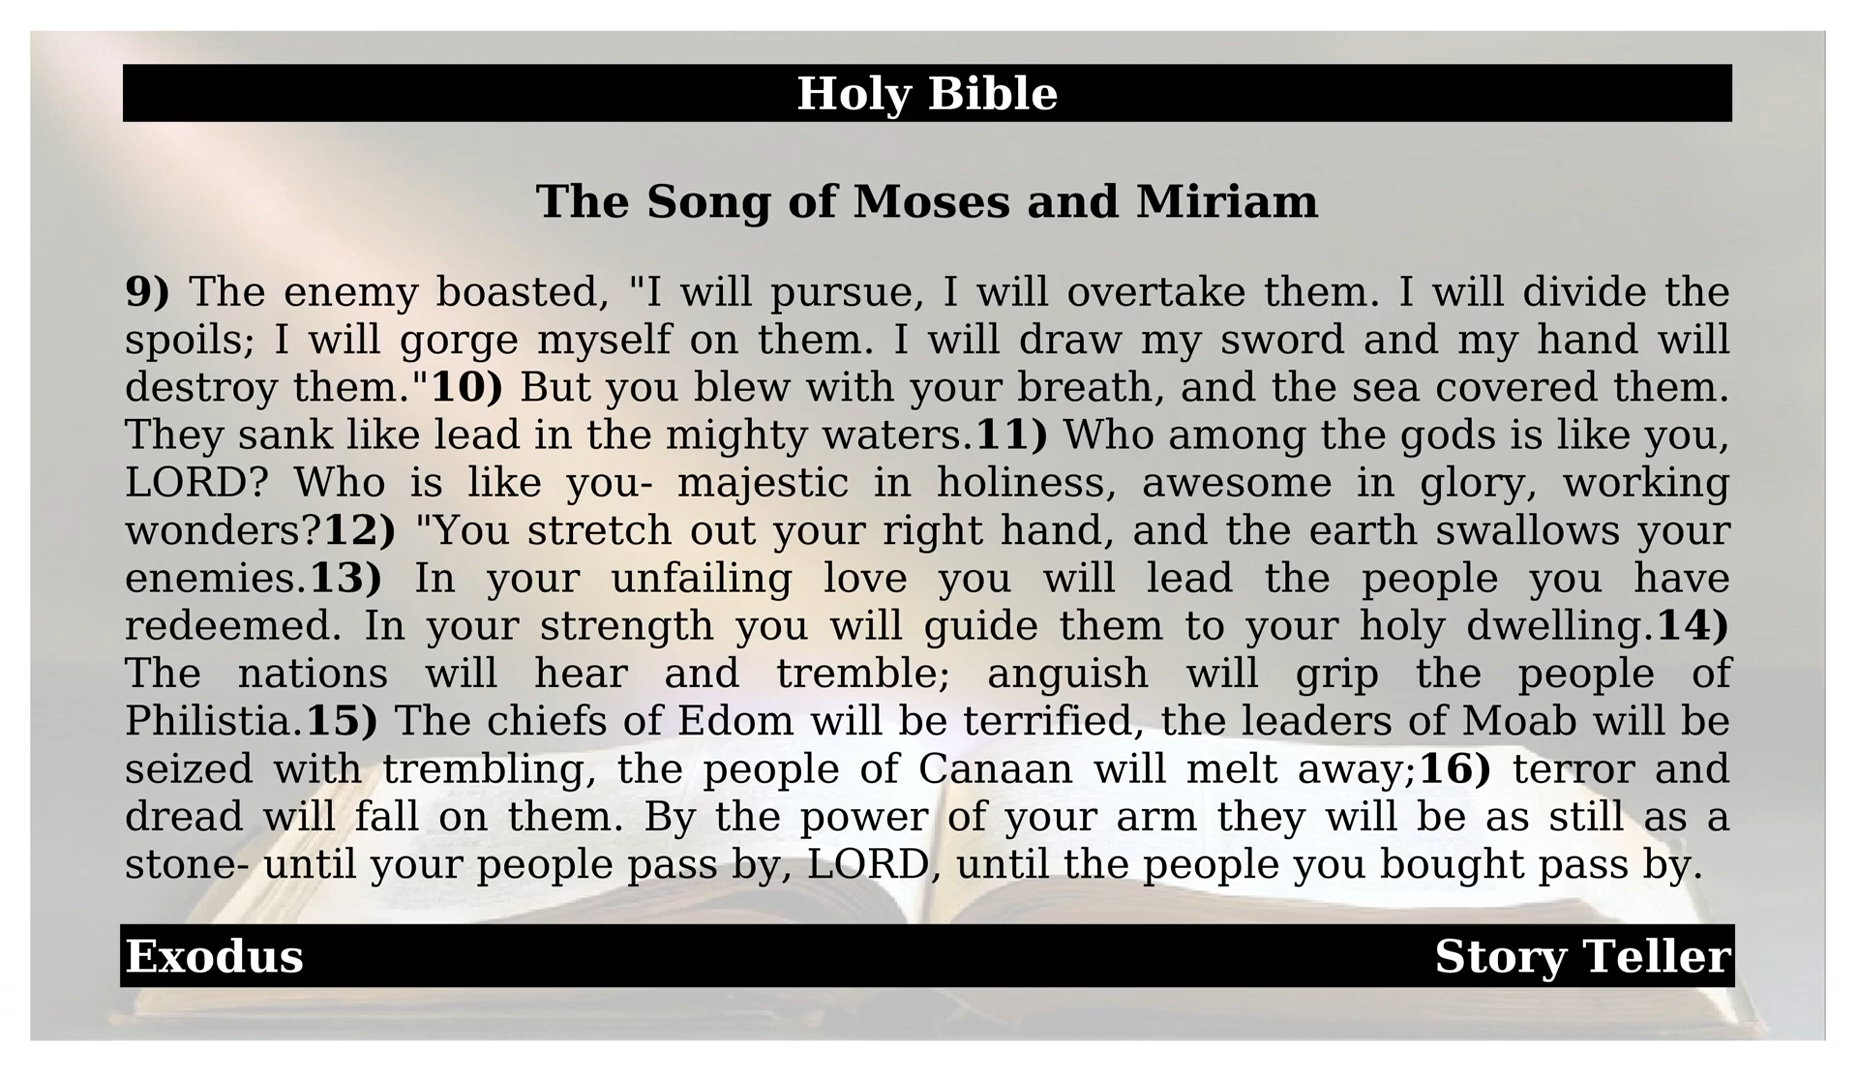 Holy Bible
The Song of Moses and Miriam
9) The enemy boasted, "I will pursue, I will overtake them. I will divide the
spoils; I will gorge myself on them. I will draw my sword and my hand will
destroy them."10) But you blew with your breath, and the sea covered them.
They sank like lead in the mighty waters.11) Who among the gods is like you,
LORD? Who is like you- majestic in holiness, awesome in glory, working
wonders?12) "You stretch out your right hand, and the earth swallows your
enemies.13) In your unfailing love you will lead the people you have
redeemed. In your strength you will guide them to your holy dwelling.14)
The nations will hear and tremble; anguish will grip the people of
Philistia.15) The chiefs of Edom will be terrified, the leaders of Moab will be
seized with trembling, the people of Canaan will melt away;16) terror and
dread will fall on them. By the power of your arm they will be as still as a
stone- until your people pass by, LORD, until the people you bought pass by.
Exodus Story Teller